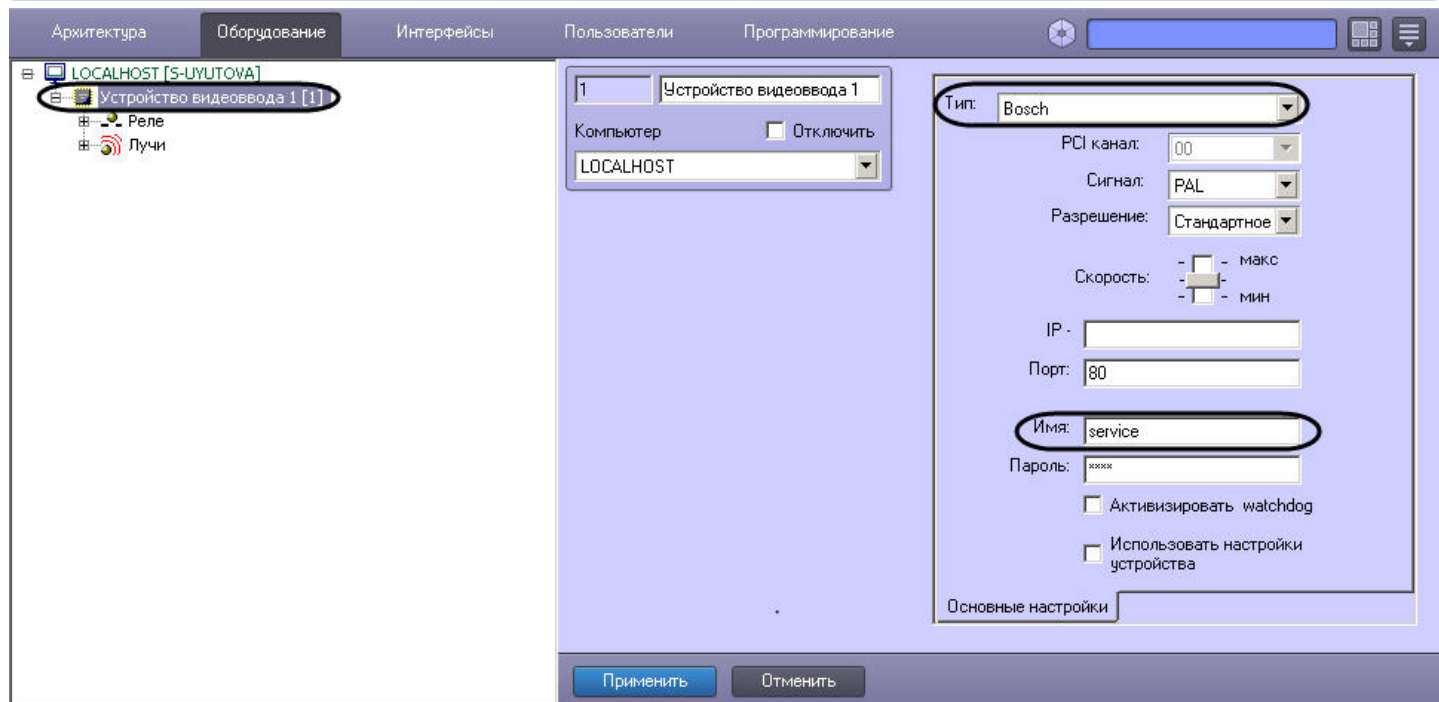 Архитектура Оборудование Интерфейсы Пользователи Программирование
LOCALHOST [S-UYUTOVA]
Устройство видеоввода 1 [1]
Реле
Лучи
1 Устройство видеоввода 1
Компьютер Отключить
LOCALHOST
Тип: Bosch
PCI канал: 00
Сигнал: PAL
Разрешение: Стандартное
макс
Скорость:
мин
IP -
Порт: 80
Имя: service
Пароль: ××××
Активизировать watchdog
Использовать настройки
устройства
Основные настройки
Применить Отменить